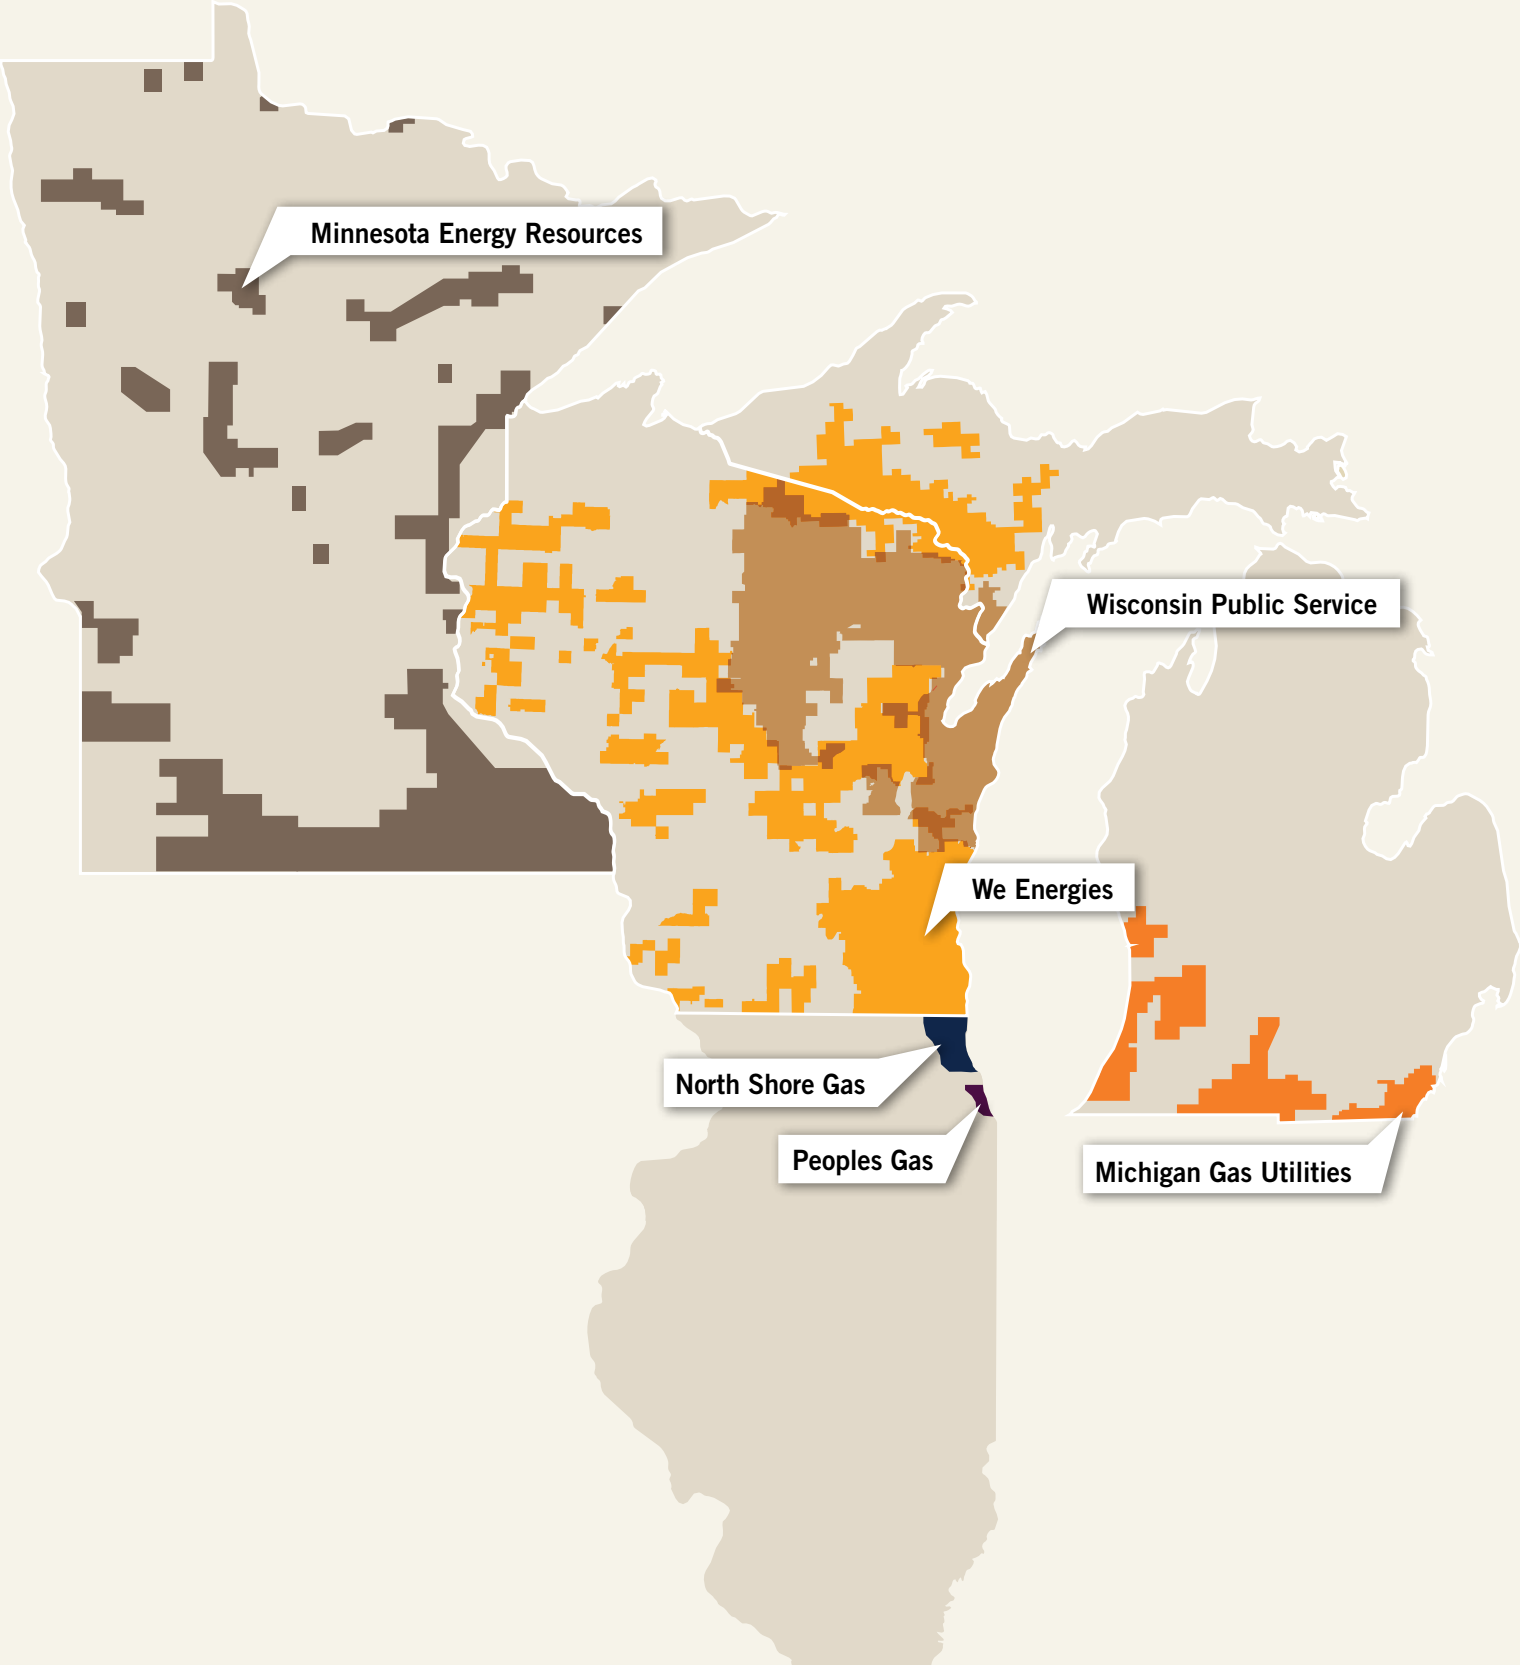 Minnesota Energy Resources
Wisconsin Public Service
We Energies
North Shore Gas
Peoples Gas
Michigan Gas Utilities